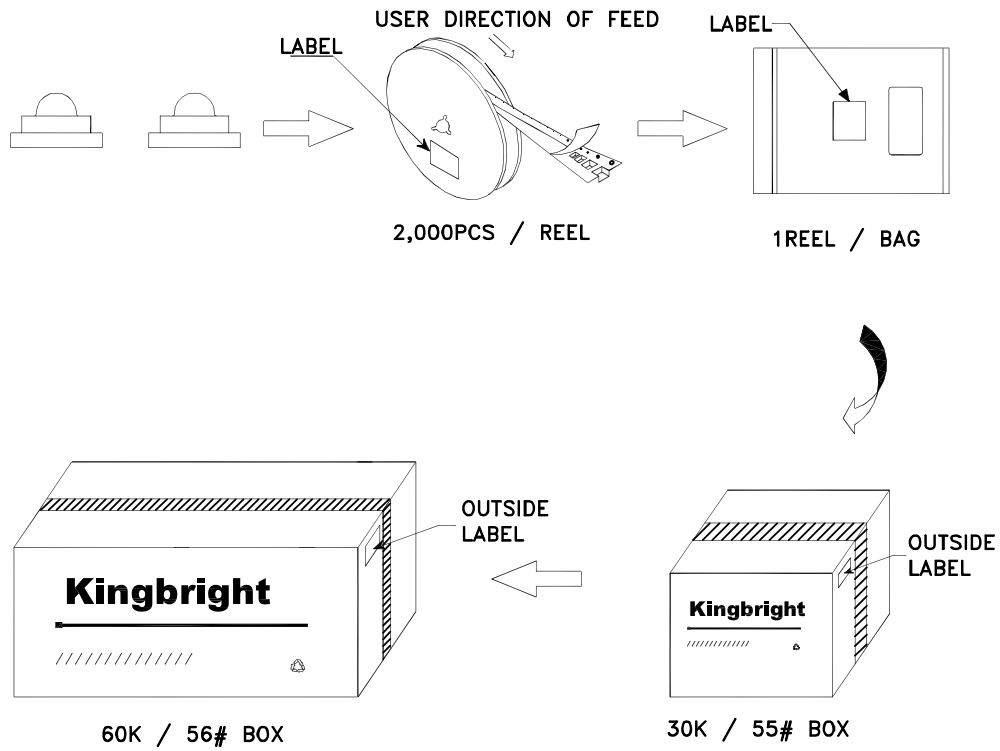 USER DIRECTION OF FEED
LABEL
LABEL
2,000PCS / REEL
1REEL / BAG
OUTSIDE
LABEL
Kingbright
60K / 56# BOX
OUTSIDE
LABEL
Kingbright
30K / 55# BOX